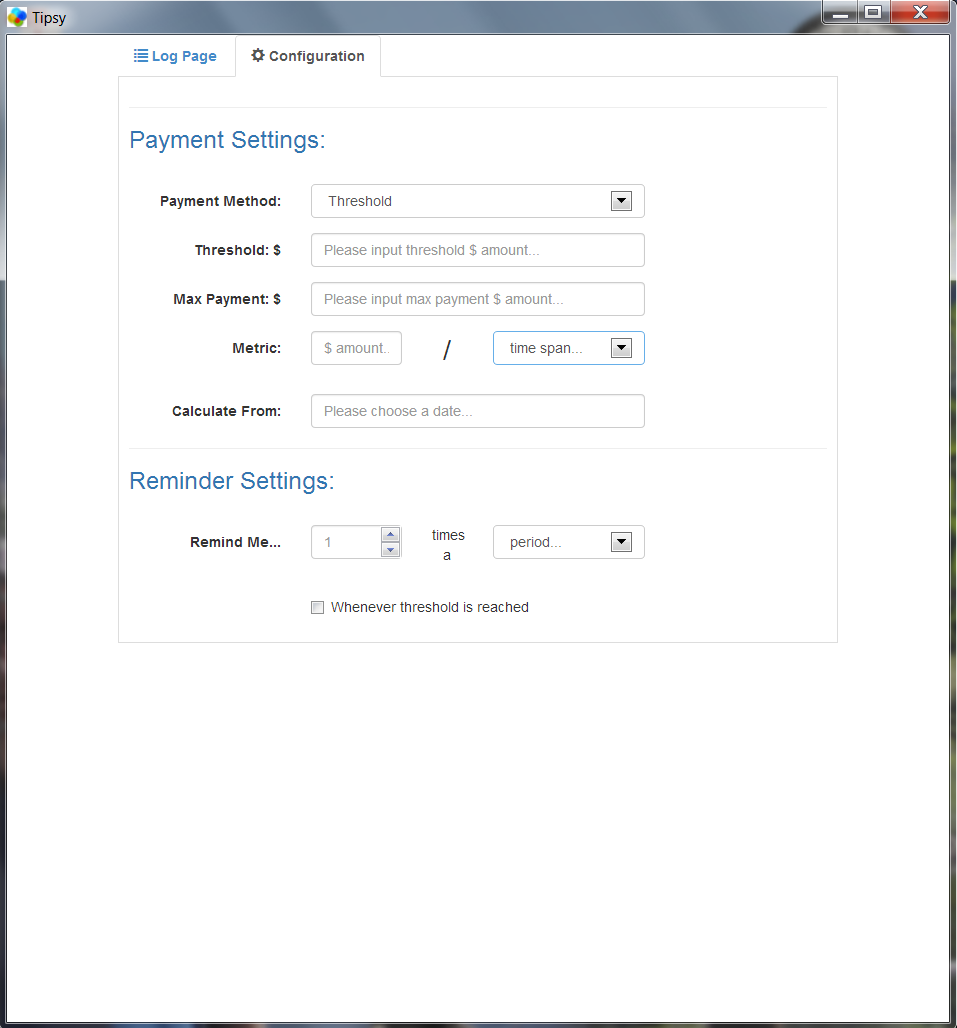 Tipsy
Log Page Configuration
Payment Settings:
Payment Method: Threshold
Threshold: $ Please input threshold $ amount...
Max Payment: $ Please input max payment $ amount...
Metric: $ amount.. / time span...
Calculate From: Please choose a date...
Reminder Settings:
Remind Me... 1 times a period...
Whenever threshold is reached